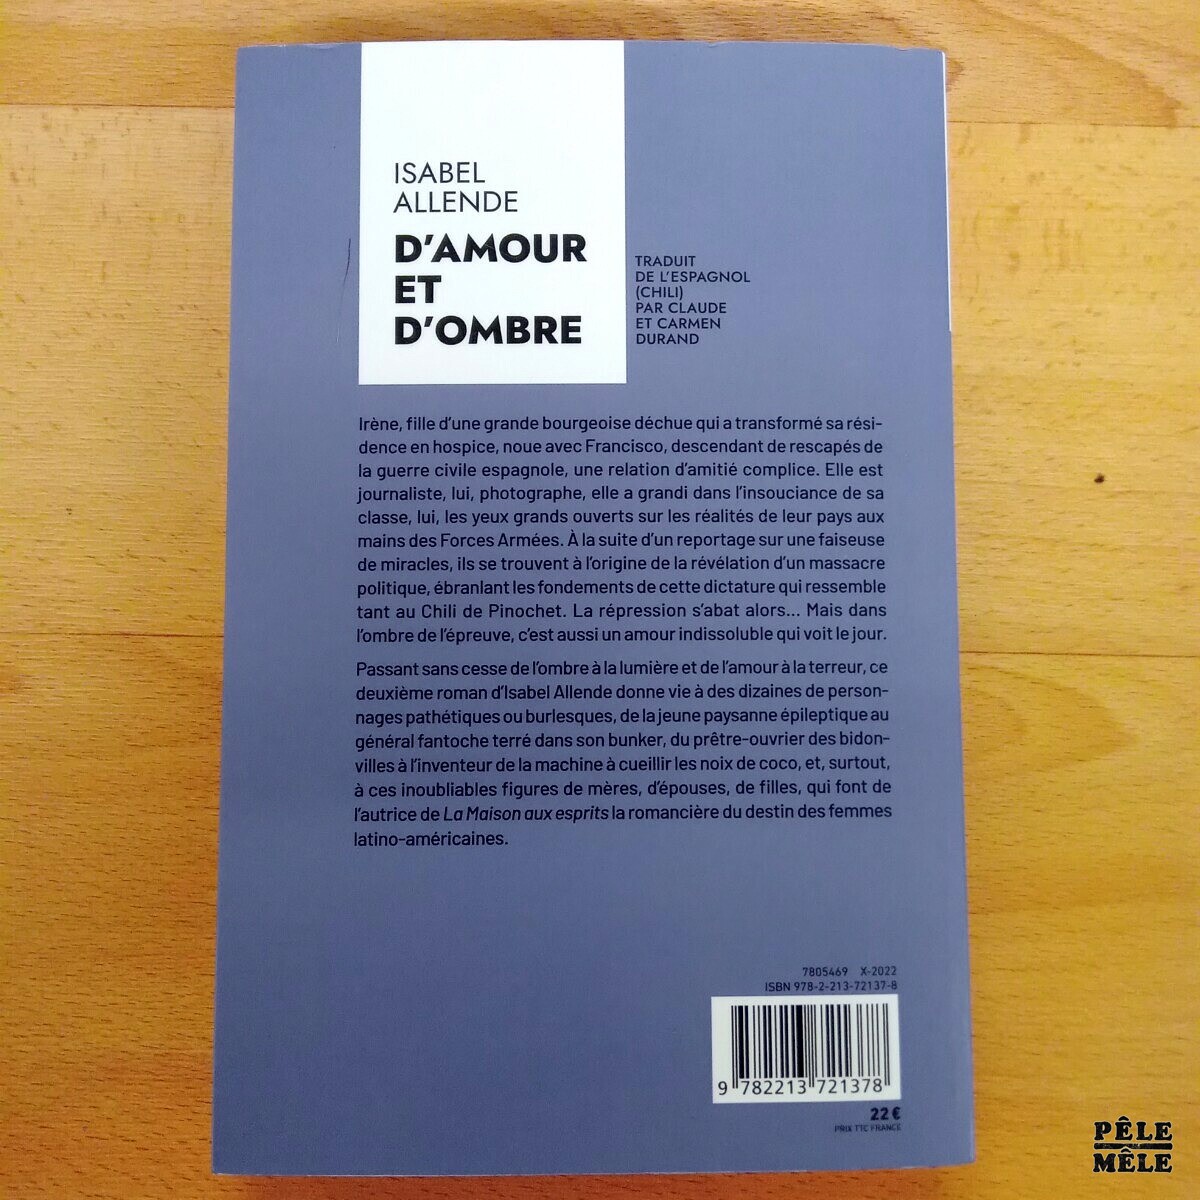 ISABEL
ALLENDE
D'AMOUR
ET
D'OMBRE
TRADUIT
DE L'ESPAGNOL
(CHILI)
PAR CLAUDE
ET CARMEN
DURAND
Irène, fille d'une grande bourgeoise déchue qui a transformé sa rési-
dence en hospice, noue avec Francisco, descendant de rescapés de
la guerre civile espagnole, une relation d'amitié complice. Elle est
journaliste, lui, photographe, elle a grandi dans l'insouciance de sa
classe, lui, les yeux grands ouverts sur les réalités de leur pays aux
mains des Forces Armées. À la suite d'un reportage sur une faiseuse
de miracles, ils se trouvent à l'origine de la révélation d'un massacre
politique, ébranlant les fondements de cette dictature qui ressemble
tant au Chili de Pinochet. La répression s'abat alors... Mais dans
l'ombre de l'épreuve, c'est aussi un amour indissoluble qui voit le jour.
Passant sans cesse de l'ombre à la lumière et de l'amour à la terreur, ce
deuxième roman d'Isabel Allende donne vie à des dizaines de person-
nages pathétiques ou burlesques, de la jeune paysanne épileptique au
général fantoche terré dans son bunker, du prêtre-ouvrier des bidon-
villes à l'inventeur de la machine à cueillir les noix de coco, et, surtout,
à ces inoubliables figures de mères, d'épouses, de filles, qui font de
l'autrice de La Maison aux esprits la romancière du destin des femmes
latino-américaines.
7805469 X-2022
ISBN 978-2-213-72137-8
9 782213 721378
22 €
PRIX TTC FRANCE
PÊLE
MÊLE